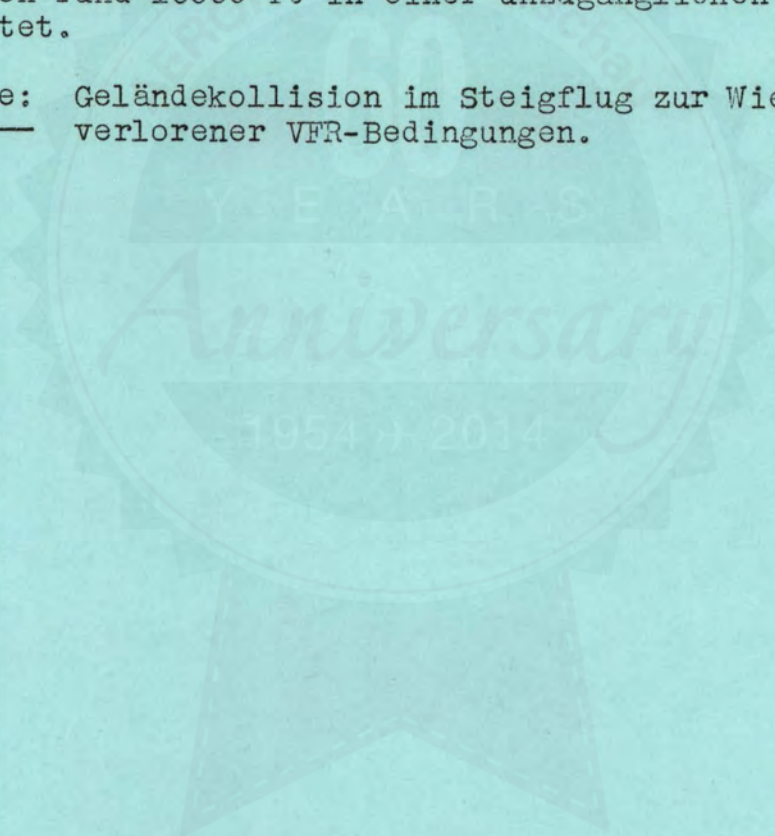 tet.
e: Geländekollision im Steigflug zur Wie
verlorener VFR-Bedingungen.
60
YEARS
Anniversary
1954 2014